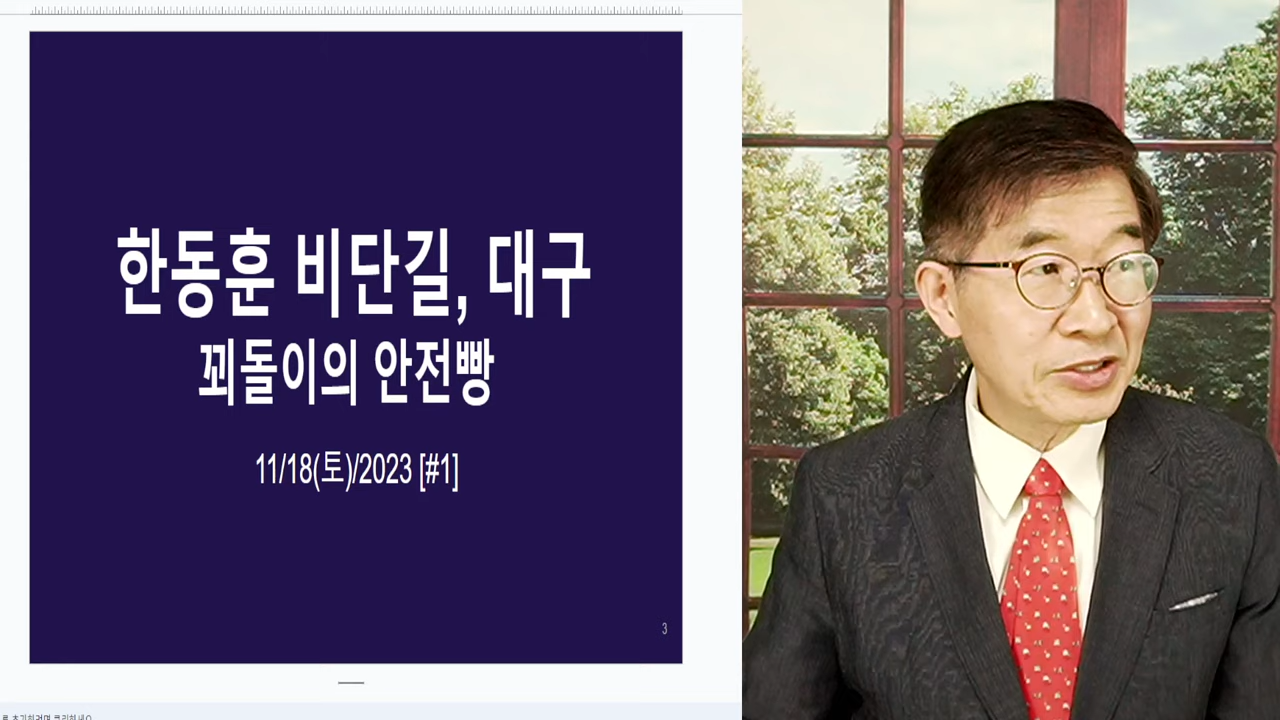 한동훈 비단길, 대구
꾀돌이의 안전빵
11/18(토)/2023 [#1]
3